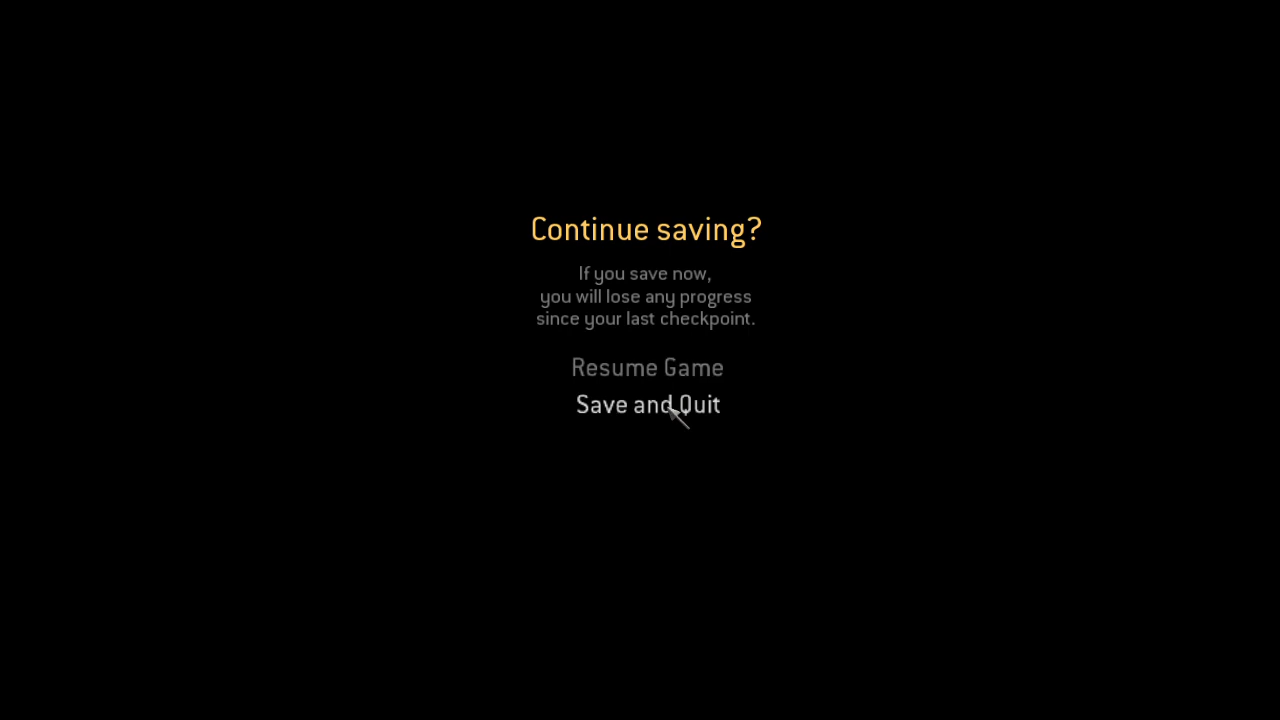 Continue saving?
If you save now,
you will lose any progress
since your last checkpoint.
Resume Game
Save and Quit